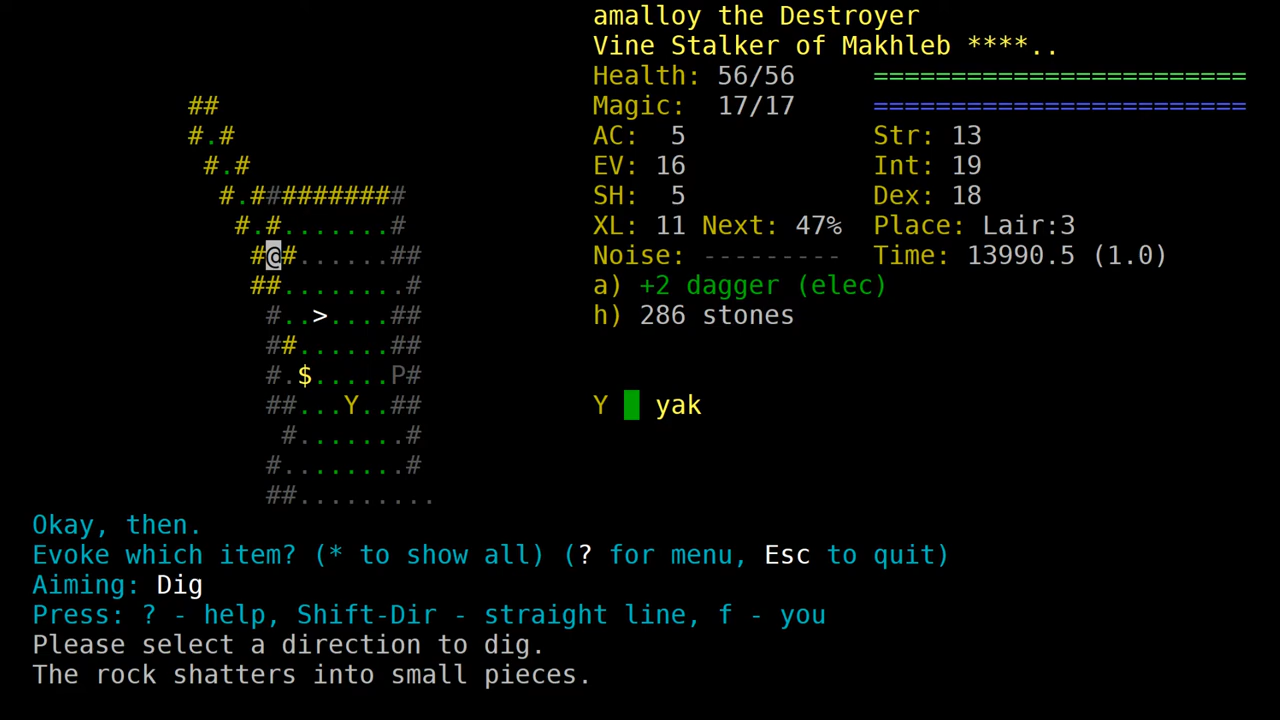 amalloy the Destroyer
Vine Stalker of Makhleb ****..
Health: 56/56 ========================
## Magic: 17/17 ========================
#.# AC: 5 Str: 13
#.# EV: 16 Int: 19
#.##########  SH: 5 Dex: 18
#.#.......# XL: 11 Next: 47% Place: Lair:3
#@#......## Noise: --------- Time: 13990.5 (1.0)
##........# a) +2 dagger (elec)
#..>....## h) 286 stones
##......##
#.$.....P#
##...Y..## Y yak
#.......#
#........#
##.........
Okay, then.
Evoke which item? (* to show all) (? for menu, Esc to quit)
Aiming: Dig
Press: ? - help, Shift-Dir - straight line, f - you
Please select a direction to dig.
The rock shatters into small pieces.